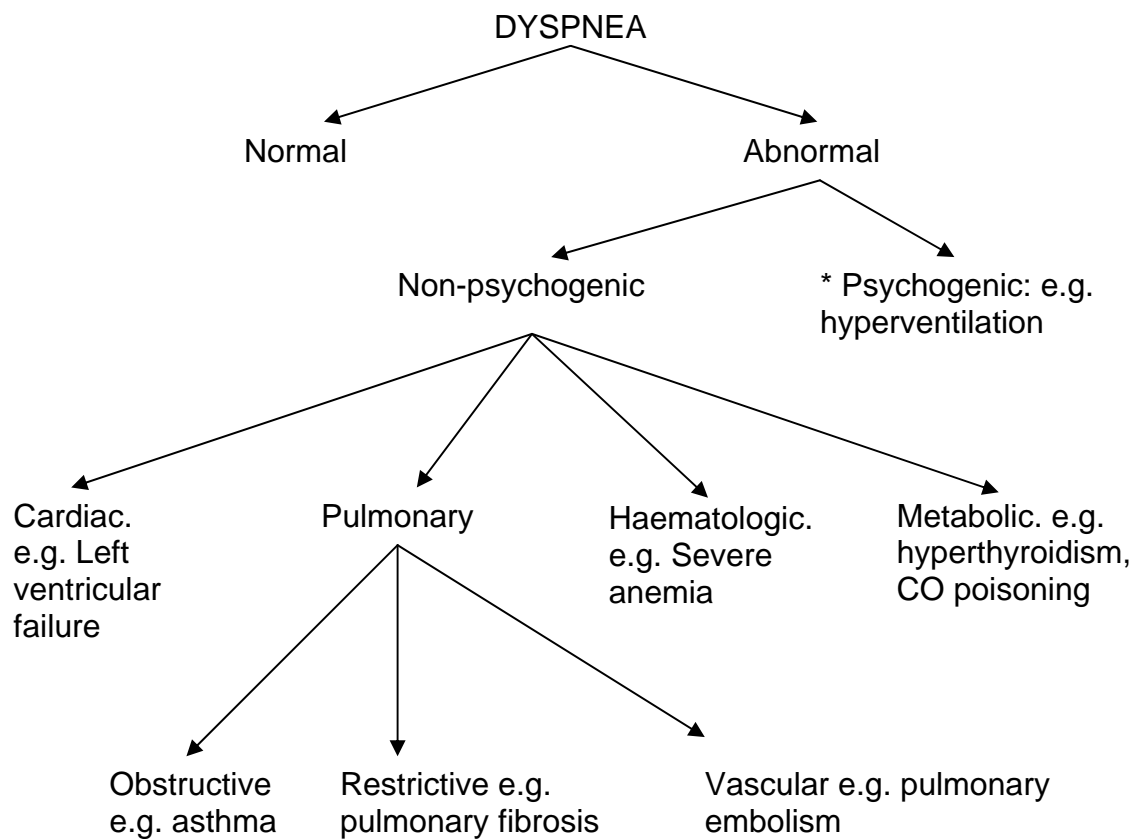 DYSPNEA
Normal
Abnormal
Non-psychogenic
* Psychogenic: e.g.
hyperventilation
Cardiac.
e.g. Left
ventricular
failure
Pulmonary
Haematologic.
e.g. Severe
anemia
Metabolic. e.g.
hyperthyroidism,
CO poisoning
Obstructive
e.g. asthma
Restrictive e.g.
pulmonary fibrosis
Vascular e.g. pulmonary
embolism